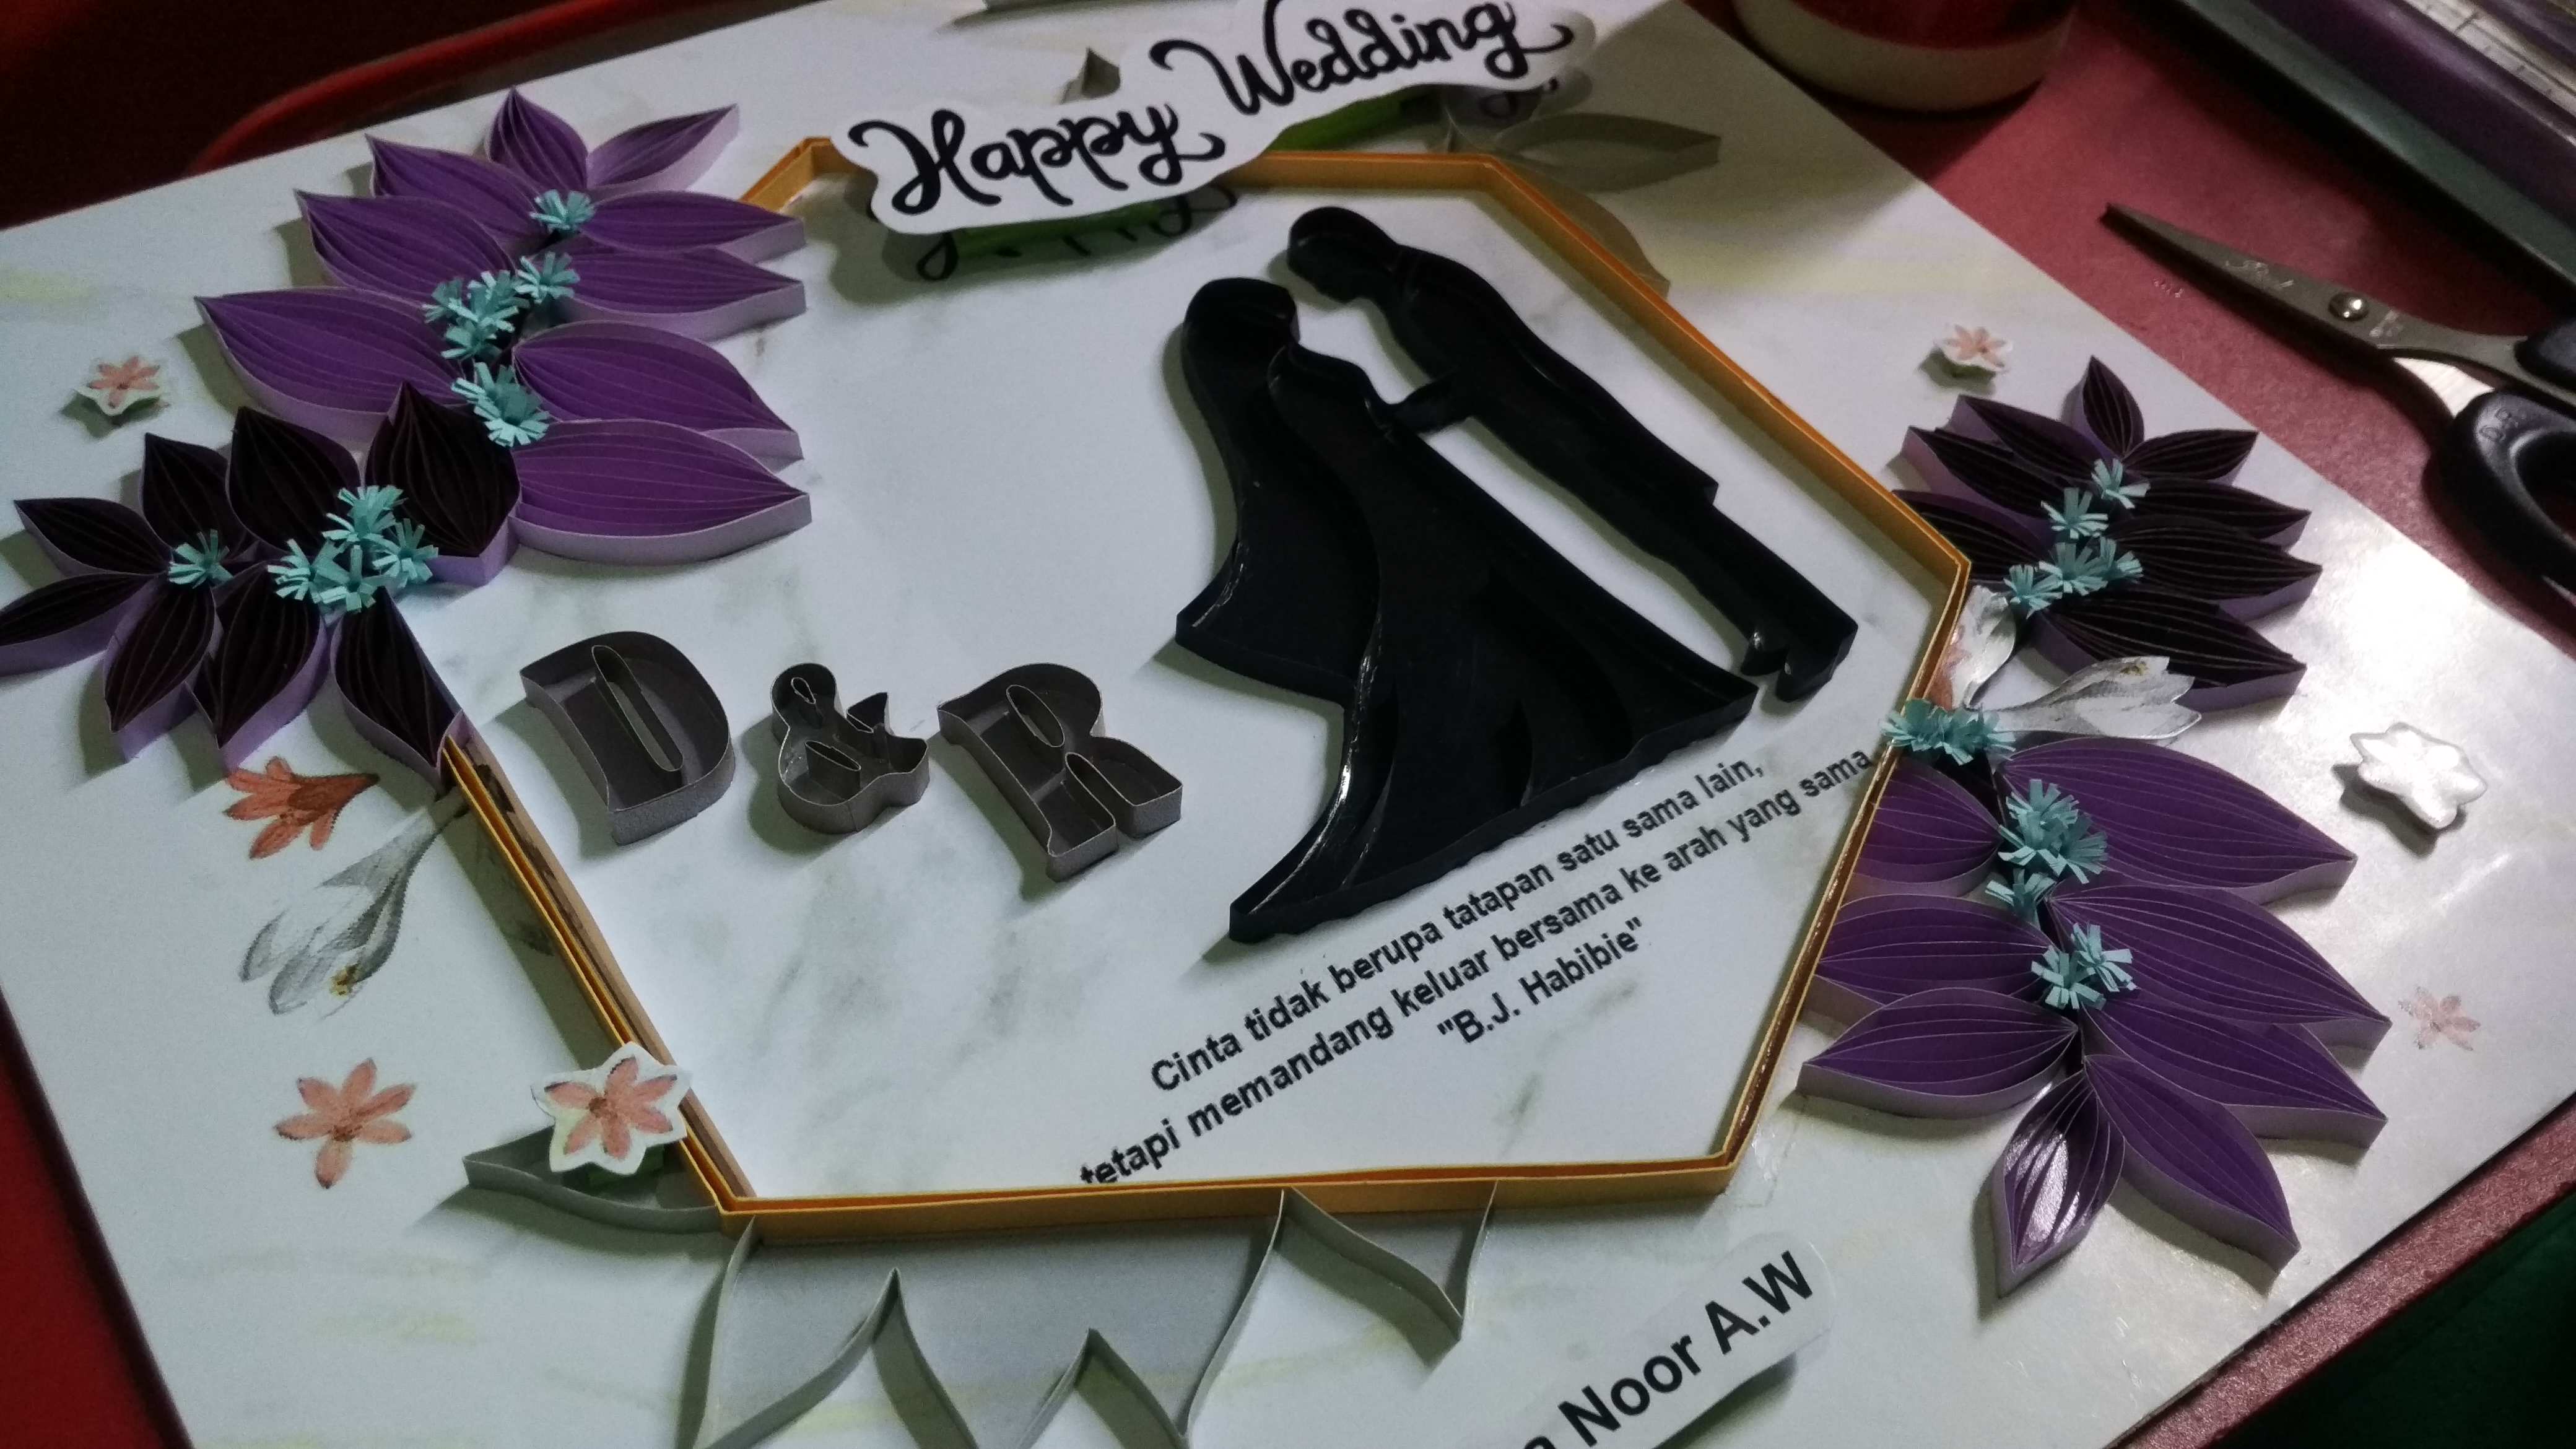 Happy Wedding
D&R
Cinta tidak berupa tatapan satu sama lain,
tetapi memandang keluar bersama ke arah yang sama
"B.J. Habibie"
Noor A.W